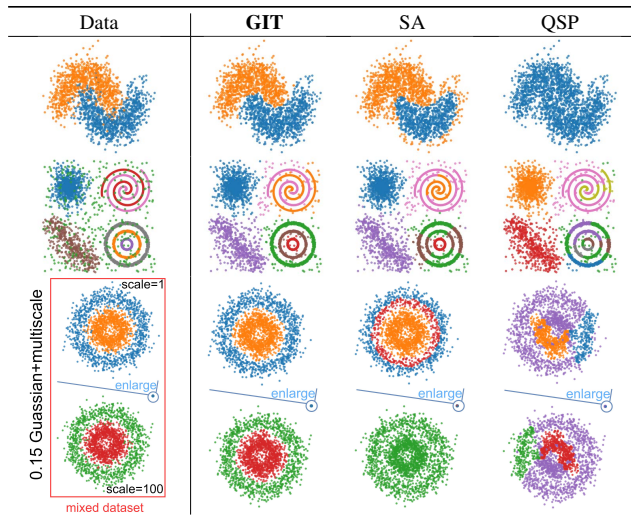 Data GIT SA QSP
scale=1
enlarge enlarge enlarge enlarge
0.15 Guassian+multiscale
scale=100
mixed dataset